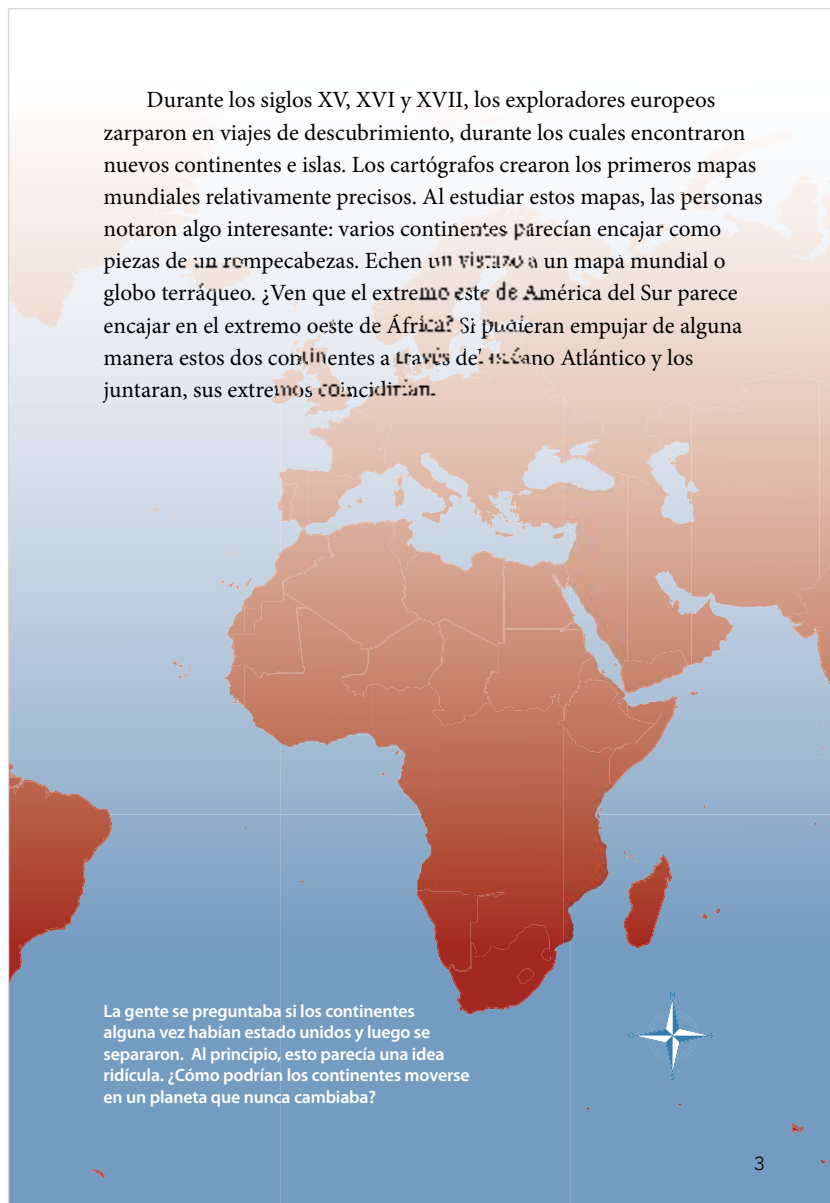 Durante los siglos XV, XVI y XVII, los exploradores europeos
zarparon en viajes de descubrimiento, durante los cuales encontraron
nuevos continentes e islas. Los cartógrafos crearon los primeros mapas
mundiales relativamente precisos. Al estudiar estos mapas, las personas
notaron algo interesante: varios continentes parecían encajar como
piezas de un rompecabezas. Echen un vistazo a un mapa mundial o
globo terráqueo. ¿Ven que el extremo este de América del Sur parece
encajar en el extremo oeste de África? Si pudieran empujar de alguna
manera estos dos continentes a través del océano Atlántico y los
juntaran, sus extremos coincidirían.
La gente se preguntaba si los continentes
alguna vez habían estado unidos y luego se
separaron. Al principio, esto parecía una idea
ridícula. ¿Cómo podrían los continentes moverse
en un planeta que nunca cambiaba?
N
O E
S
3